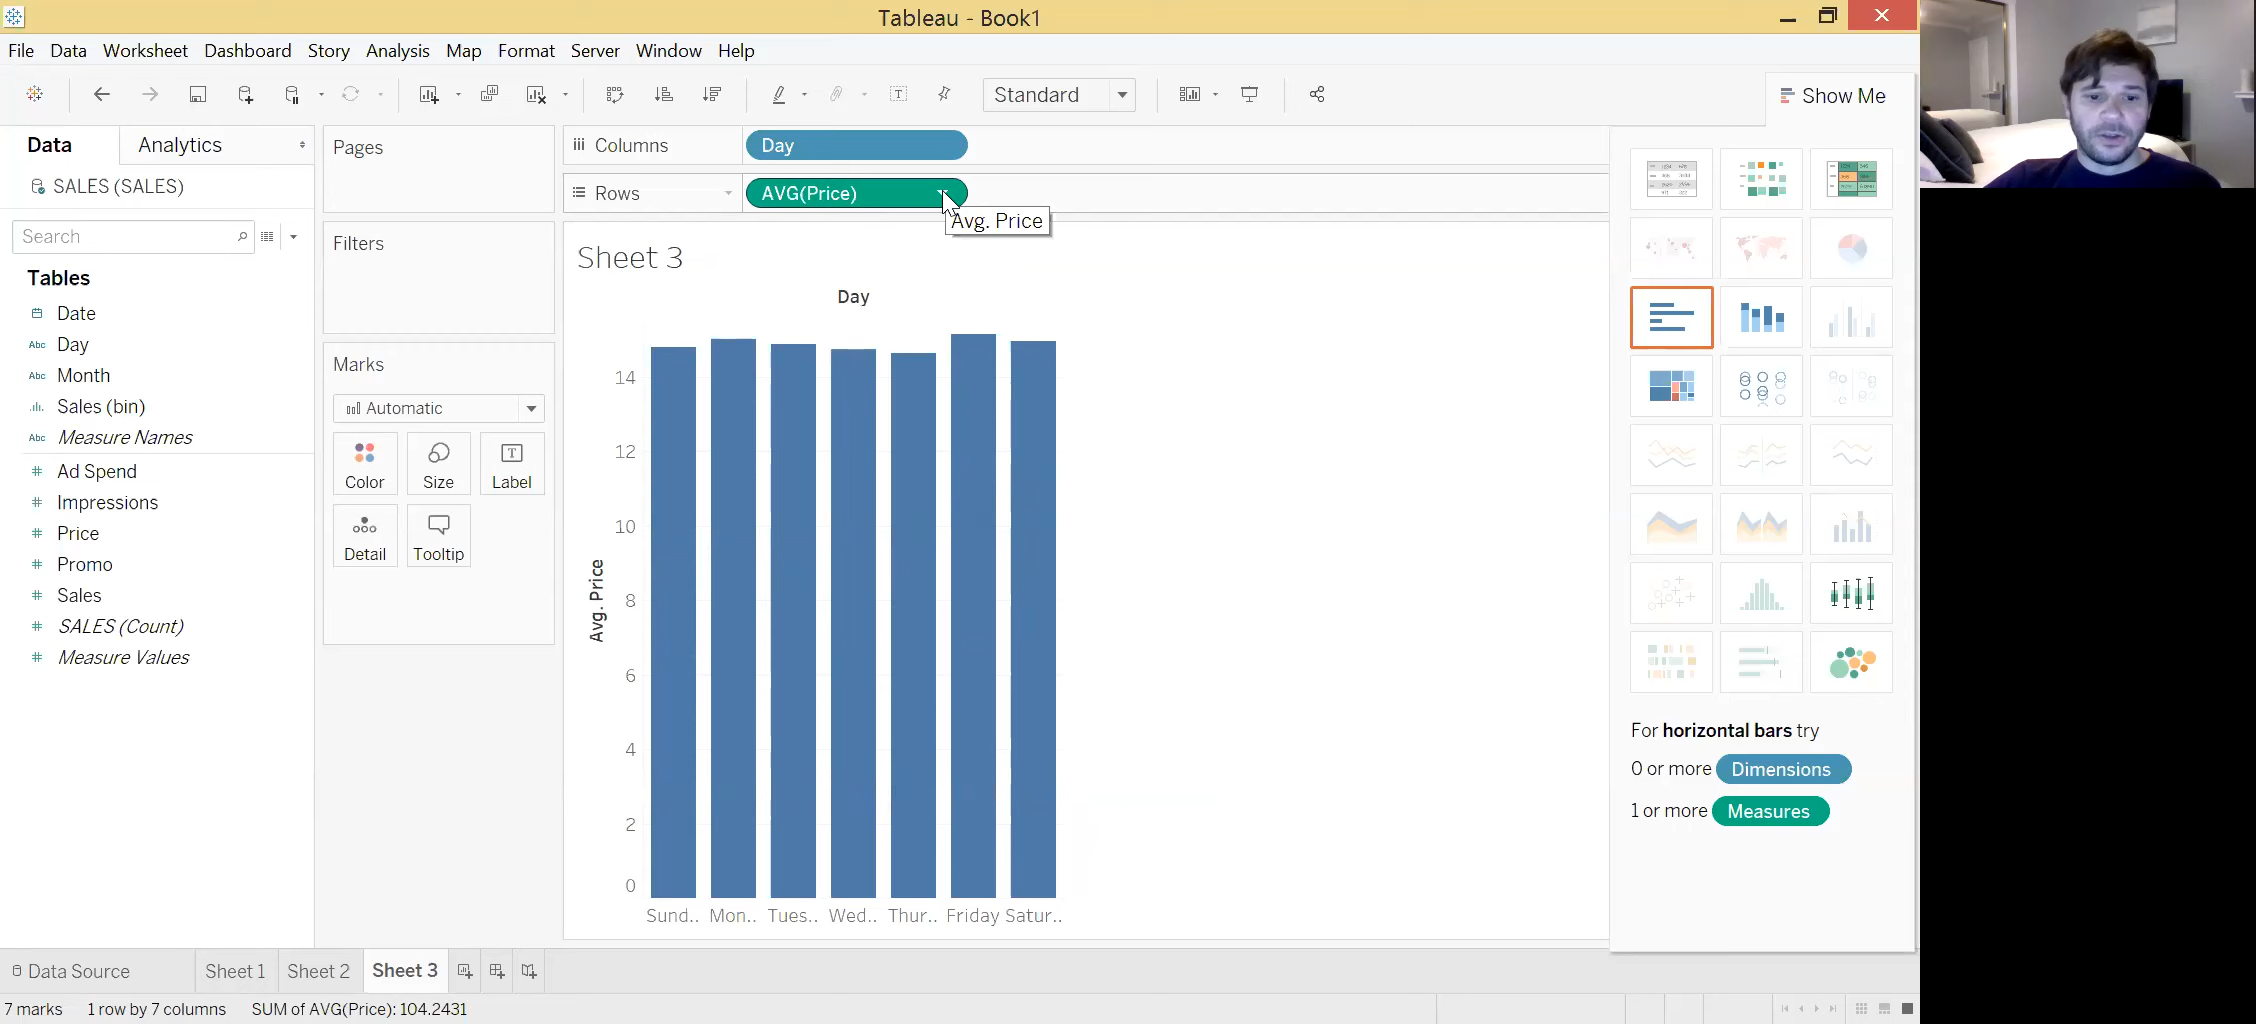 Tableau - Book1
File Data Worksheet Dashboard Story Analysis Map Format Server Window Help
Standard
Show Me
Data
Analytics
SALES (SALES)
Search
Tables
Date
Abc Day
Abc Month
Sales (bin)
Abc Measure Names
# Ad Spend
# Impressions
# Price
# Promo
# Sales
# SALES (Count)
# Measure Values
Pages
Filters
Marks
Automatic
Color
Size
Label
Detail
Tooltip
Columns
Day
Rows
AVG(Price)
Avg. Price
Sheet 3
Day
Avg. Price
14
12
10
8
6
4
2
0
Sund.. Mon.. Tues.. Wed.. Thur.. Friday Satur..
For horizontal bars try
0 or more Dimensions
1 or more Measures
Data Source
Sheet 1
Sheet 2
Sheet 3
7 marks 1 row by 7 columns SUM of AVG(Price): 104.2431